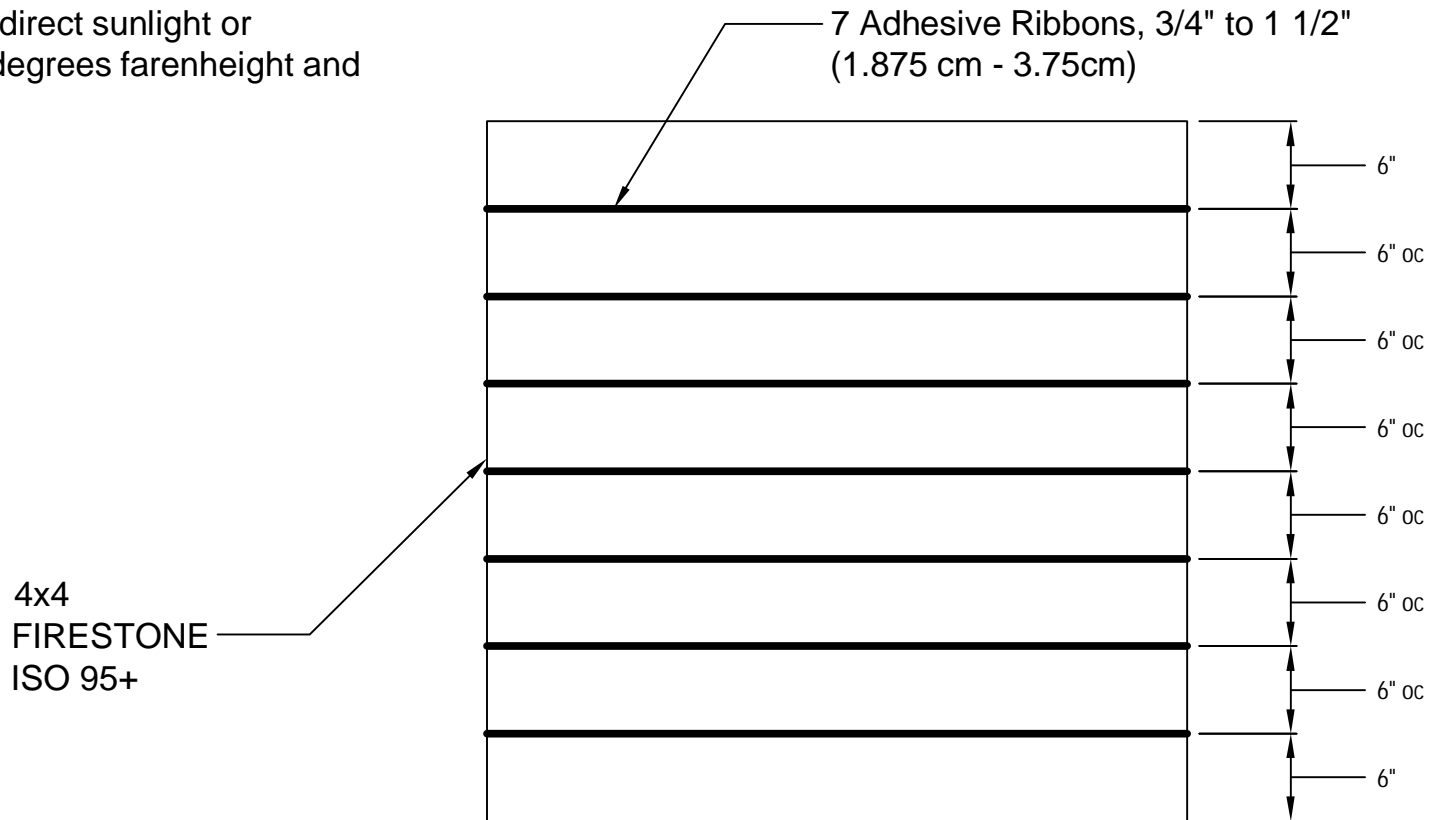 direct sunlight or
degrees farenheight and
7 Adhesive Ribbons, 3/4" to 1 1/2"
(1.875 cm - 3.75cm)
6"
6" OC
6" OC
6" OC
6" OC
6" OC
6" OC
6"
4x4
FIRESTONE
ISO 95+